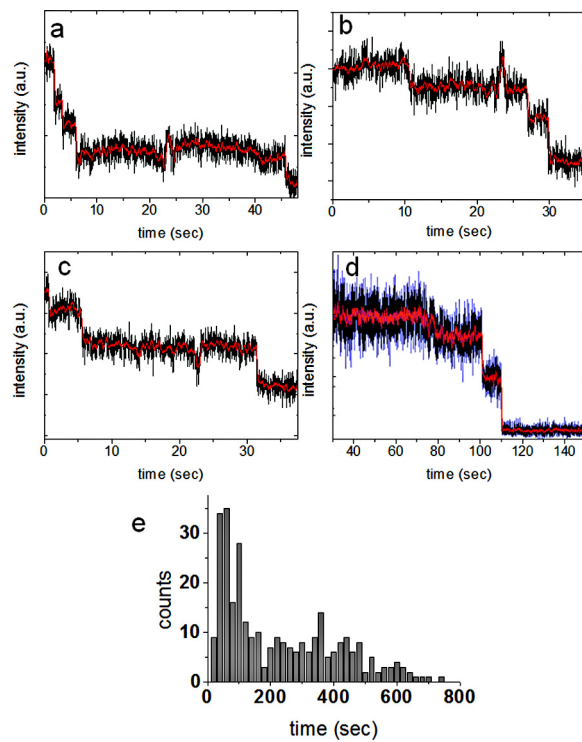 a
intensity (a.u.)
0 10 20 30 40
time (sec)
b
intensity (a.u.)
0 10 20 30
time (sec)
c
intensity (a.u.)
0 10 20 30
time (sec)
d
intensity (a.u.)
40 60 80 100 120 140
time (sec)
e
counts
30
20
10
0
0 200 400 600 800
time (sec)